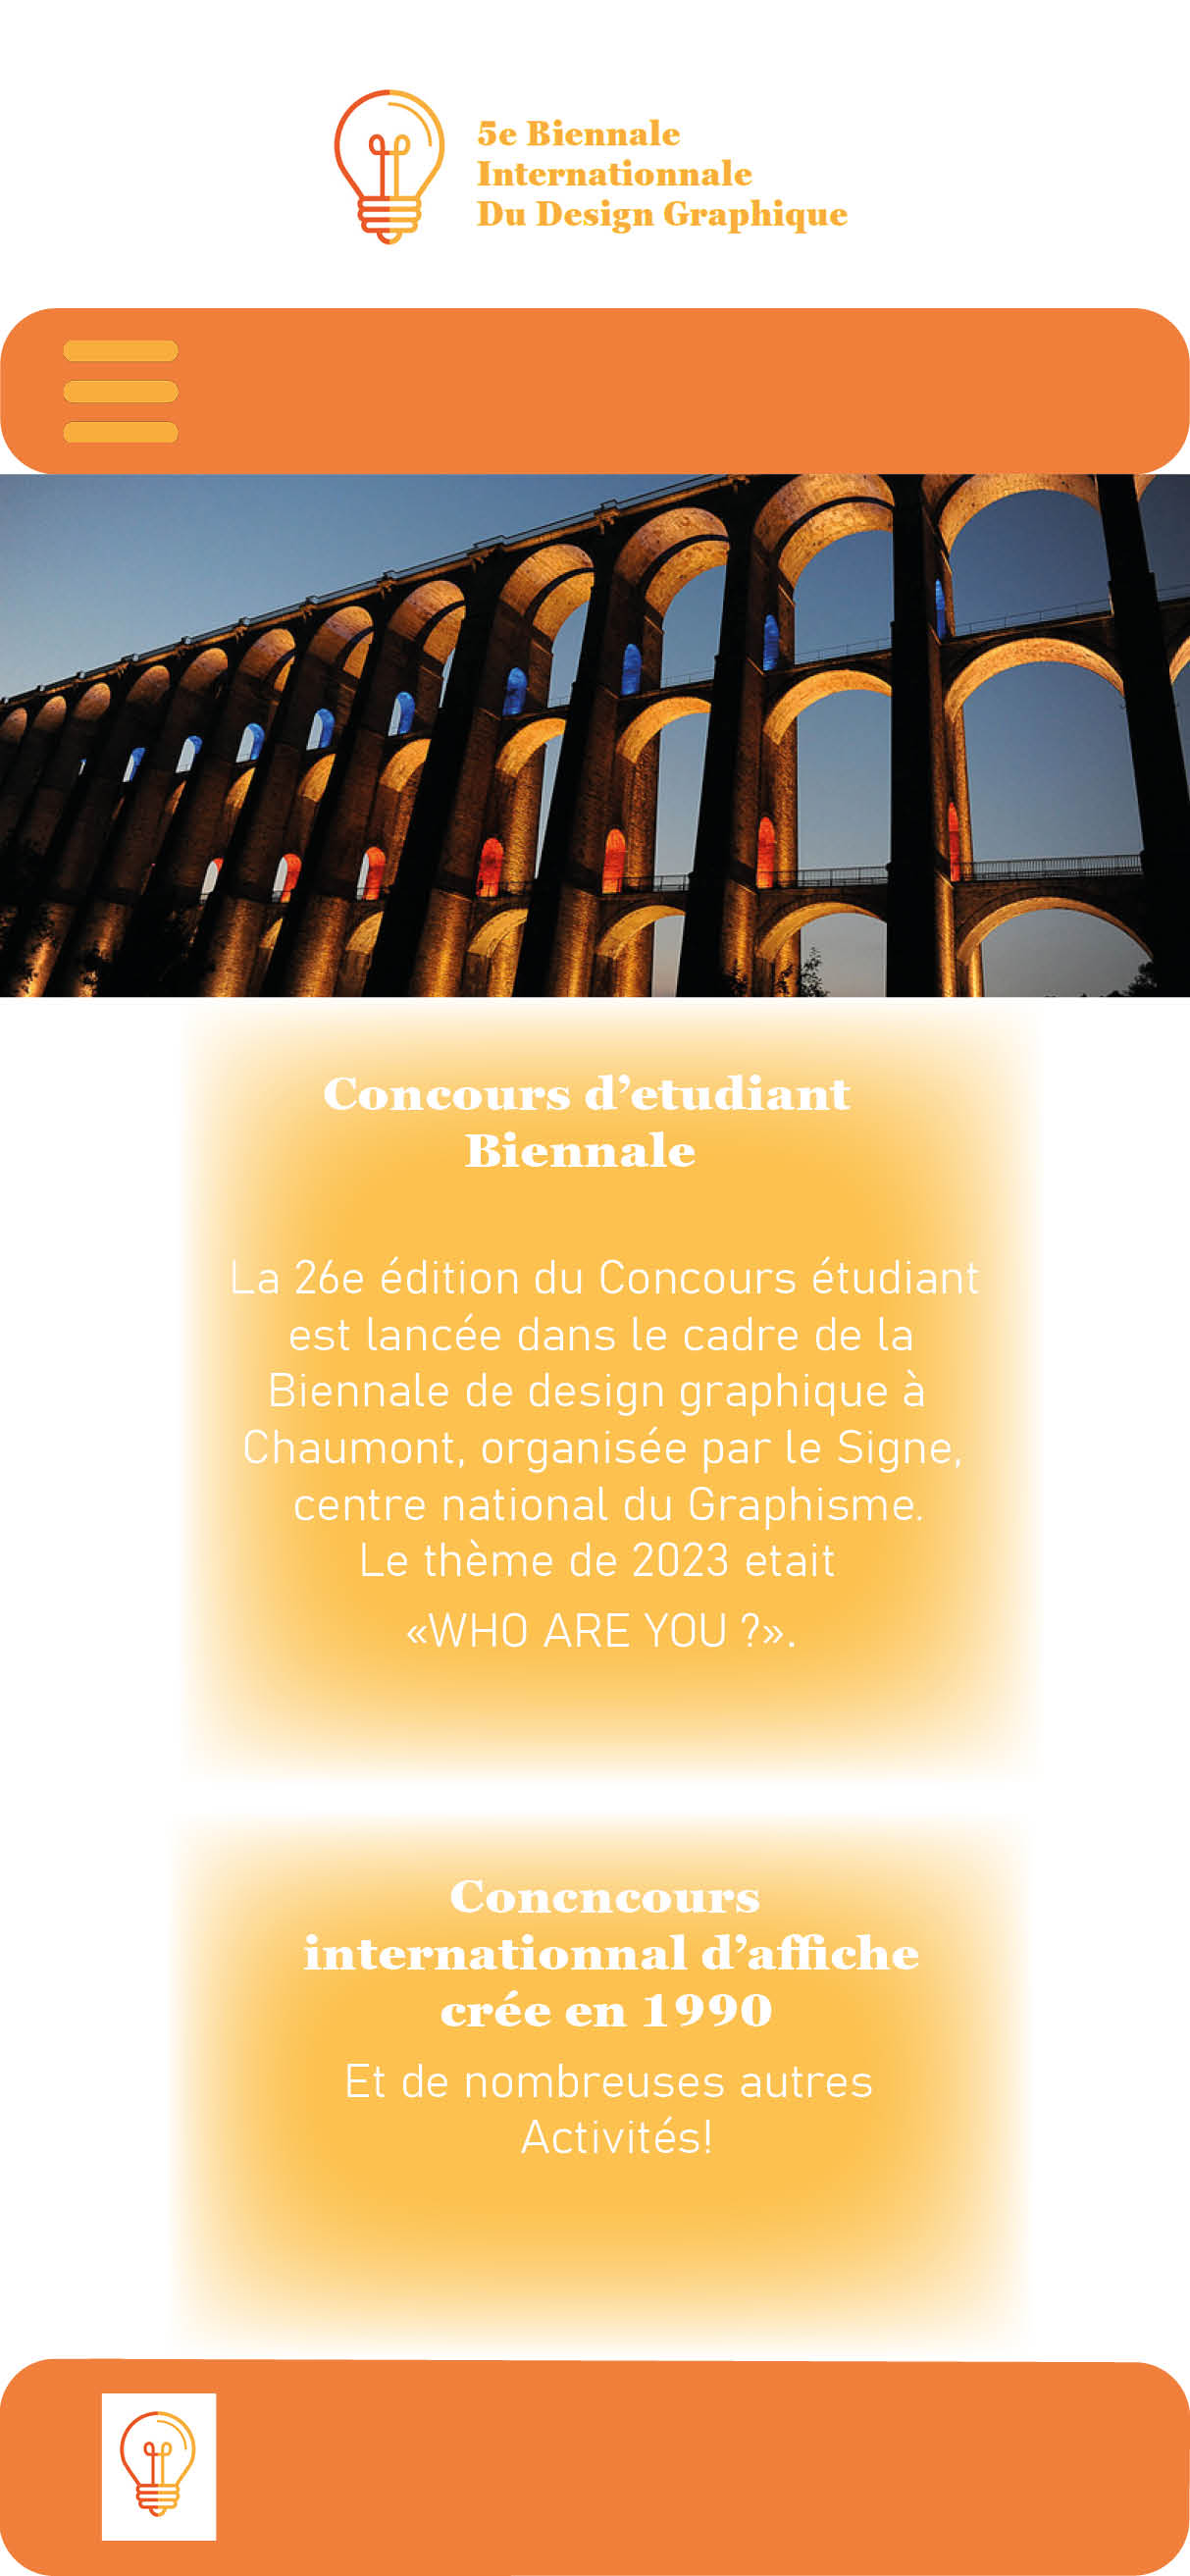 5e Biennale
Internationnale
Du Design Graphique
Concours d’etudiant
Biennale
La 26e édition du Concours étudiant
est lancée dans le cadre de la
Biennale de design graphique à
Chaumont, organisée par le Signe,
centre national du Graphisme.
Le thème de 2023 etait
«WHO ARE YOU ?».
Concncours
internationnal d’affiche
crée en 1990
Et de nombreuses autres
Activités!